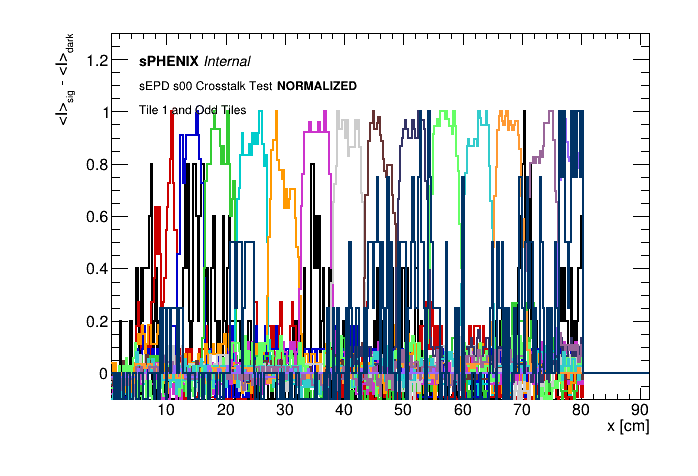 <I>sig - <I>dark
sPHENIX Internal
sEPD s00 Crosstalk Test NORMALIZED
Tile 1 and Odd Tiles
1.2
1
0.8
0.6
0.4
0.2
0
10 20 30 40 50 60 70 80 90
x [cm]